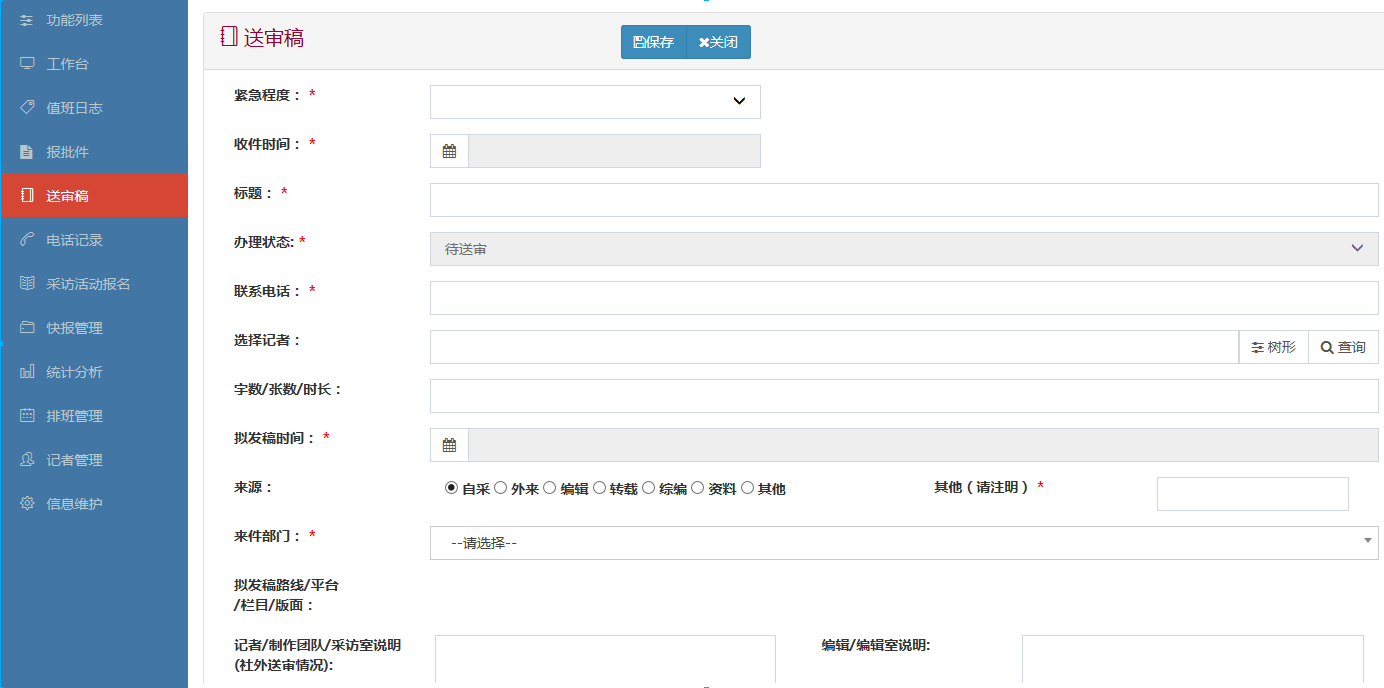 功能列表
工作台
值班日志
报批件
送审稿
电话记录
采访活动报名
快报管理
统计分析
排班管理
记者管理
信息维护
送审稿
保存 关闭
紧急程度： *
收件时间： *
标题： *
办理状态: * 待送审
联系电话： *
选择记者： 树形 查询
字数/张数/时长：
拟发稿时间： *
来源： 自采 外来 编辑 转载 综编 资料 其他 其他（请注明） *
来件部门： * --请选择--
拟发稿路线/平台
/栏目/版面：
记者/制作团队/采访室说明 编辑/编辑室说明:
(社外送审情况):